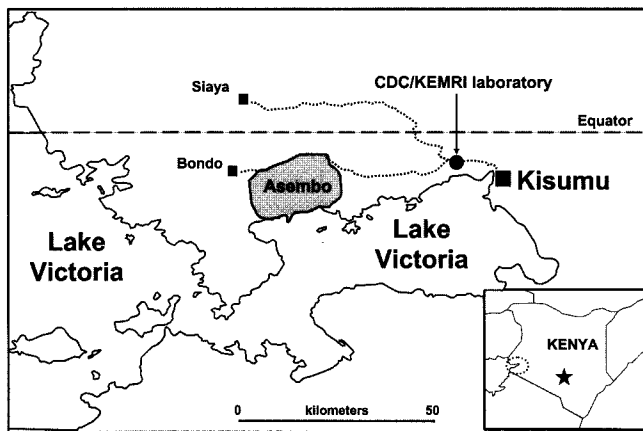 Siaya
CDC/KEMRI laboratory
Equator
Bondo
Asembo
Kisumu
Lake
Victoria
Lake
Victoria
KENYA
0 kilometers 50